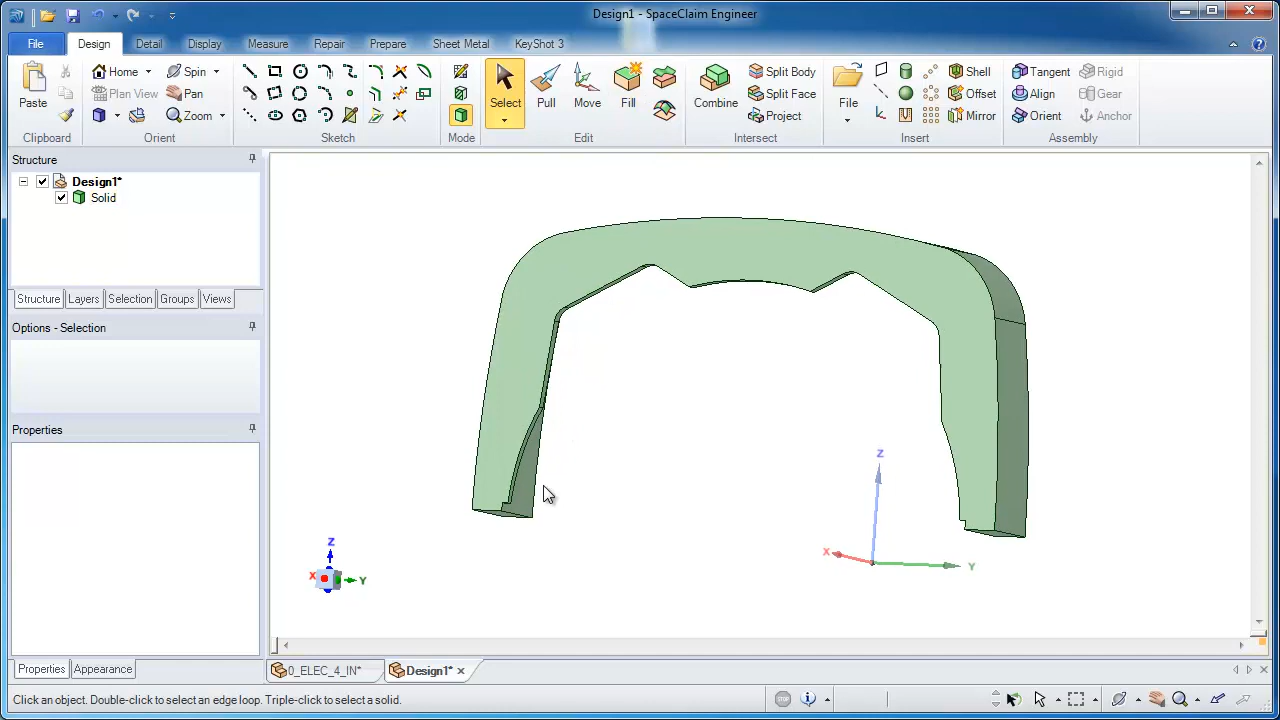 Design1 - SpaceClaim Engineer
File Design Detail Display Measure Repair Prepare Sheet Metal KeyShot 3
Paste
Clipboard
Home Spin
Plan View Pan
Zoom
Orient
Sketch
Mode
Select Pull Move Fill
Edit
Combine Split Body
Split Face
Project
Intersect
File Shell
Offset
Mirror
Insert
Tangent Rigid
Align Gear
Orient Anchor
Assembly
Structure
Design1*
Solid
Structure Layers Selection Groups Views
Options - Selection
Properties
Properties Appearance
Z
X
Y
Z
X
Y
0_ELEC_4_IN* Design1*
Click an object. Double-click to select an edge loop. Triple-click to select a solid.